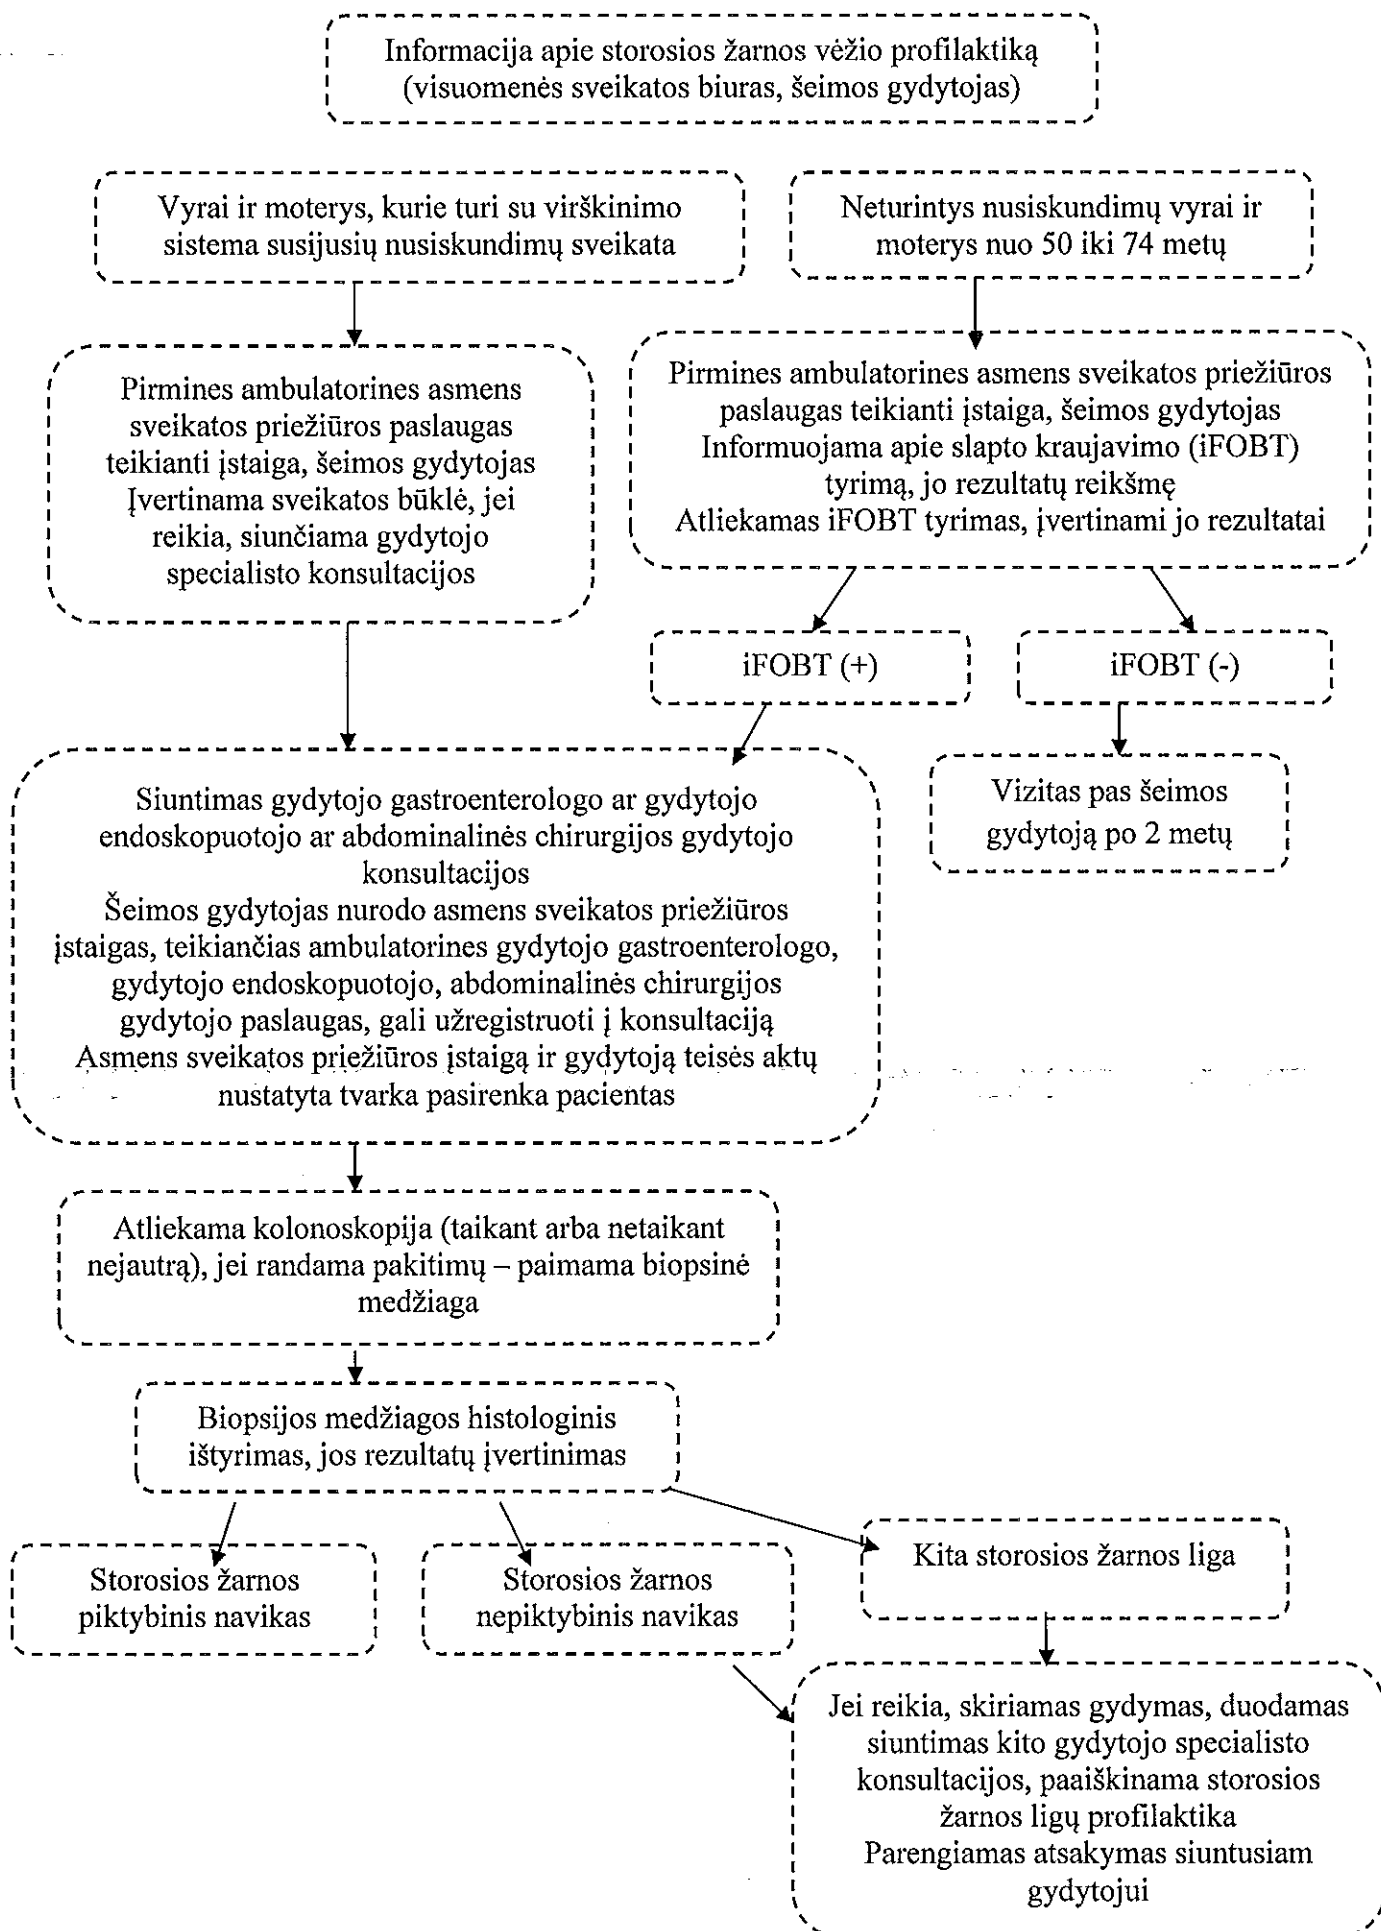 Informacija apie storosios žarnos vėžio profilaktiką
(visuomenės sveikatos biuras, šeimos gydytojas)
Vyrai ir moterys, kurie turi su virškinimo
sistema susijusių nusiskundimų sveikata
Neturintys nusiskundimų vyrai ir
moterys nuo 50 iki 74 metų
Pirmines ambulatorines asmens
sveikatos priežiūros paslaugas
teikianti įstaiga, šeimos gydytojas
Įvertinama sveikatos būklė, jei
reikia, siunčiama gydytojo
specialisto konsultacijos
Pirmines ambulatorines asmens sveikatos priežiūros
paslaugas teikianti įstaiga, šeimos gydytojas
Informuojama apie slapto kraujavimo (iFOBT)
tyrimą, jo rezultatų reikšmę
Atliekamas iFOBT tyrimas, įvertinami jo rezultatai
iFOBT (+)
iFOBT (-)
Vizitas pas šeimos
gydytoją po 2 metų
Siuntimas gydytojo gastroenterologo ar gydytojo
endoskopuotojo ar abdominalinės chirurgijos gydytojo
konsultacijos
Šeimos gydytojas nurodo asmens sveikatos priežiūros
įstaigas, teikiančias ambulatorines gydytojo gastroenterologo,
gydytojo endoskopuotojo, abdominalinės chirurgijos
gydytojo paslaugas, gali užregistruoti į konsultaciją
Asmens sveikatos priežiūros įstaigą ir gydytoją teisės aktų
nustatyta tvarka pasirenka pacientas
Atliekama kolonoskopija (taikant arba netaikant
nejautrą), jei randama pakitimų – paimama biopsinė
medžiaga
Biopsijos medžiagos histologinis
ištyrimas, jos rezultatų įvertinimas
Storosios žarnos
piktybinis navikas
Storosios žarnos
nepiktybinis navikas
Kita storosios žarnos liga
Jei reikia, skiriamas gydymas, duodamas
siuntimas kito gydytojo specialisto
konsultacijos, paaiškinama storosios
žarnos ligų profilaktika
Parengiamas atsakymas siuntusiam
gydytojui